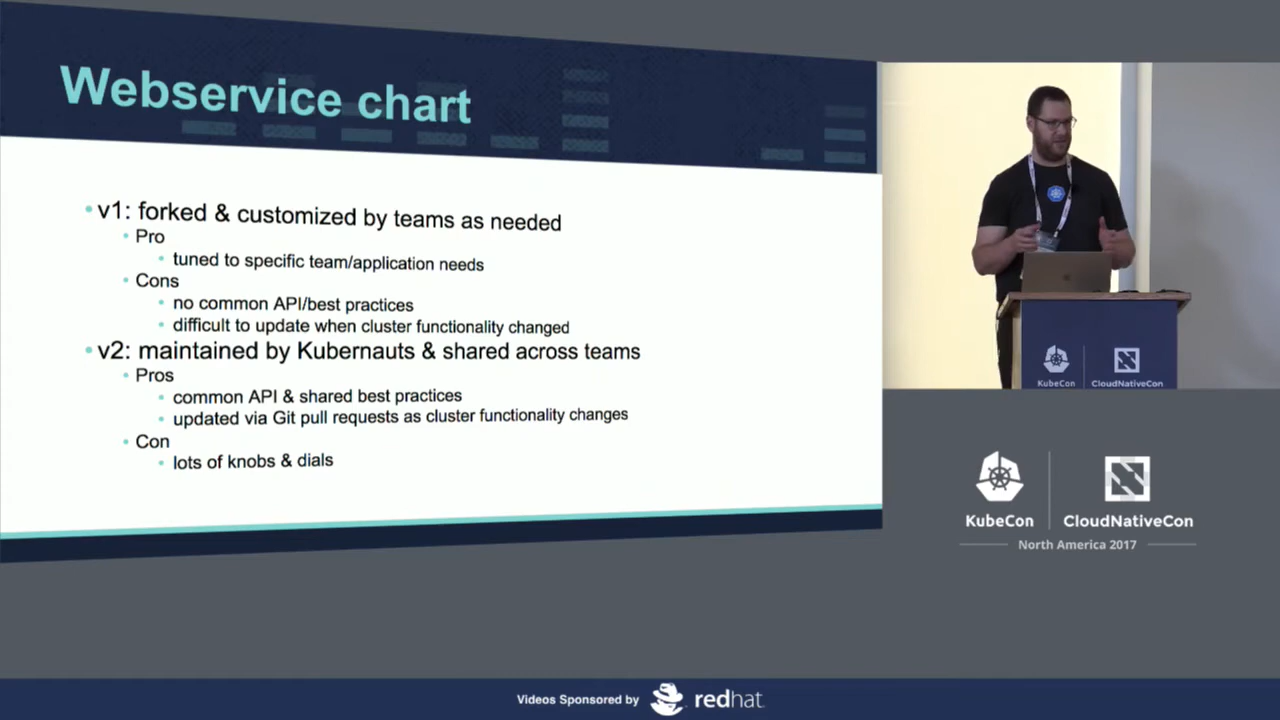 Webservice chart
• v1: forked & customized by teams as needed
• Pro
• tuned to specific team/application needs
• Cons
• no common API/best practices
• difficult to update when cluster functionality changed
• v2: maintained by Kubernauts & shared across teams
• Pros
• common API & shared best practices
• updated via Git pull requests as cluster functionality changes
• Con
• lots of knobs & dials
KubeCon
CloudNativeCon
KubeCon
CloudNativeCon
North America 2017
Videos Sponsored by
redhat